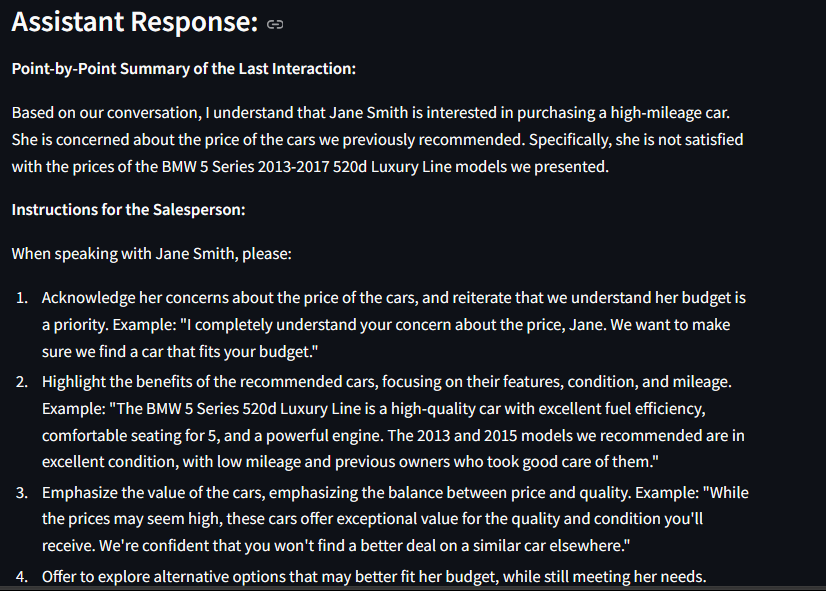 Assistant Response:
Point-by-Point Summary of the Last Interaction:
Based on our conversation, I understand that Jane Smith is interested in purchasing a high-mileage car.
She is concerned about the price of the cars we previously recommended. Specifically, she is not satisfied
with the prices of the BMW 5 Series 2013-2017 520d Luxury Line models we presented.
Instructions for the Salesperson:
When speaking with Jane Smith, please:
1. Acknowledge her concerns about the price of the cars, and reiterate that we understand her budget is
a priority. Example: "I completely understand your concern about the price, Jane. We want to make
sure we find a car that fits your budget."
2. Highlight the benefits of the recommended cars, focusing on their features, condition, and mileage.
Example: "The BMW 5 Series 520d Luxury Line is a high-quality car with excellent fuel efficiency,
comfortable seating for 5, and a powerful engine. The 2013 and 2015 models we recommended are in
excellent condition, with low mileage and previous owners who took good care of them."
3. Emphasize the value of the cars, emphasizing the balance between price and quality. Example: "While
the prices may seem high, these cars offer exceptional value for the quality and condition you'll
receive. We're confident that you won't find a better deal on a similar car elsewhere."
4. Offer to explore alternative options that may better fit her budget, while still meeting her needs.